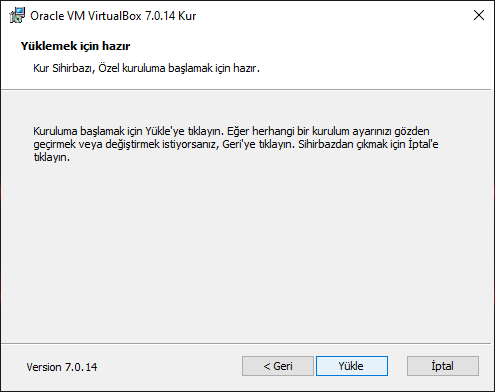 Oracle VM VirtualBox 7.0.14 Kur
Yüklemek için hazır
Kur Sihirbazı, Özel kuruluma başlamak için hazır.
Kuruluma başlamak için Yükle'ye tıklayın. Eğer herhangi bir kurulum ayarınızı gözden
geçirmek veya değiştirmek istiyorsanız, Geri'ye tıklayın. Sihirbazdan çıkmak için İptal'e
tıklayın.
Version 7.0.14
< Geri
Yükle
İptal